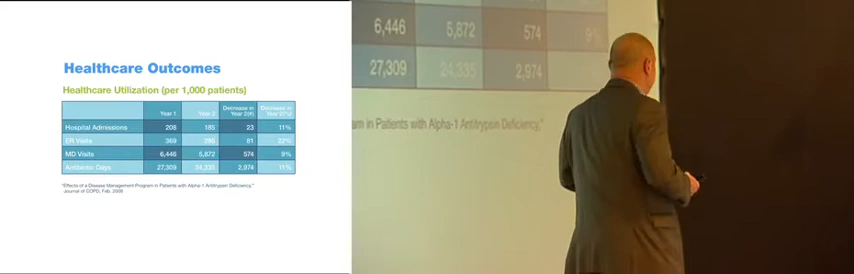 Healthcare Outcomes
Healthcare Utilization (per 1,000 patients)
Year 1 Year 2 Decrease in Year 2(#) Decrease in Year 2(%)
Hospital Admissions 208 185 23 11%
ER Visits 369 288 81 22%
MD Visits 6,446 5,872 574 9%
Antibiotic Days 27,309 24,335 2,974 11%
"Effects of a Disease Management Program in Patients with Alpha-1 Antitrypsin Deficiency,"
Journal of COPD, Feb. 2009
6,446 5,872 574 9%
27,309 24,335 2,974
am in Patients with Alpha-1 Antitrypsin Deficiency,"